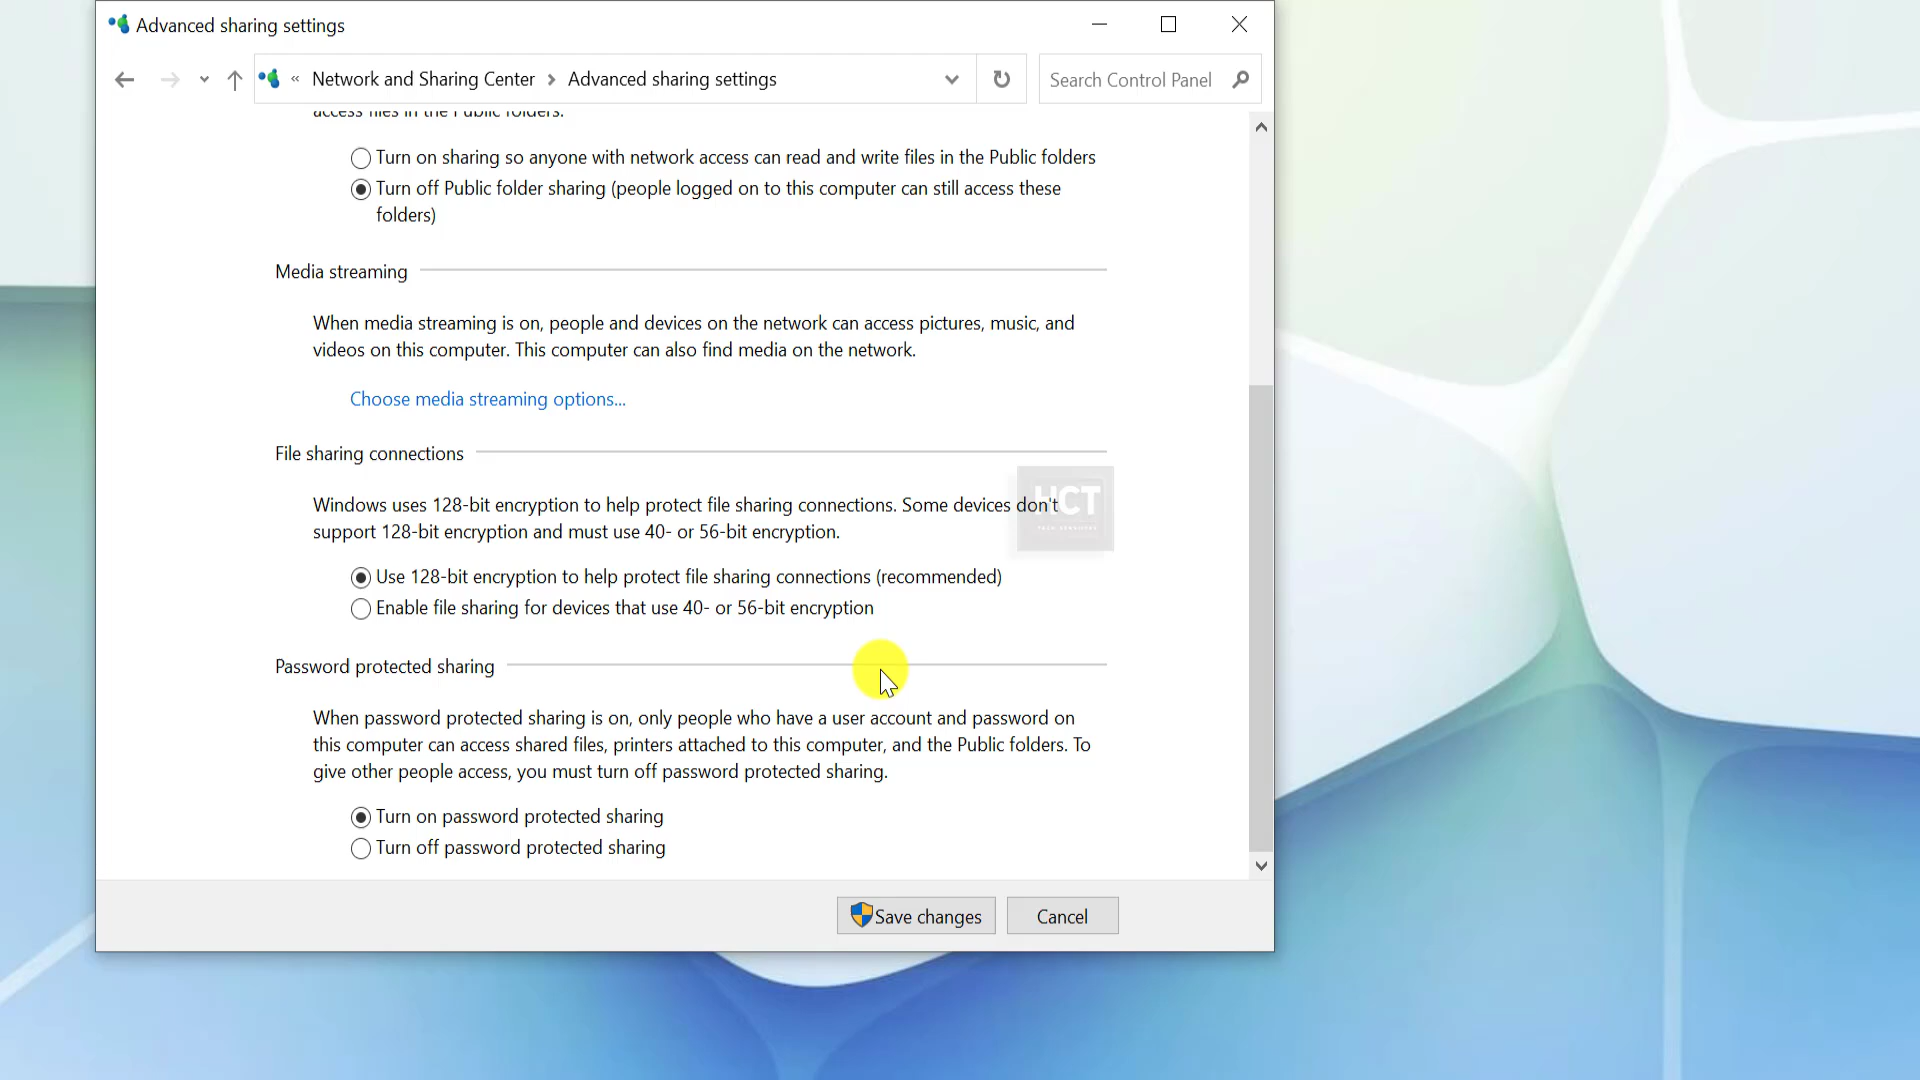 Advanced sharing settings
« Network and Sharing Center > Advanced sharing settings
Search Control Panel
access files in the Public folders.
Turn on sharing so anyone with network access can read and write files in the Public folders
Turn off Public folder sharing (people logged on to this computer can still access these
folders)
Media streaming
When media streaming is on, people and devices on the network can access pictures, music, and
videos on this computer. This computer can also find media on the network.
Choose media streaming options...
File sharing connections
Windows uses 128-bit encryption to help protect file sharing connections. Some devices don't
support 128-bit encryption and must use 40- or 56-bit encryption.
HCT
Use 128-bit encryption to help protect file sharing connections (recommended)
Enable file sharing for devices that use 40- or 56-bit encryption
Password protected sharing
When password protected sharing is on, only people who have a user account and password on
this computer can access shared files, printers attached to this computer, and the Public folders. To
give other people access, you must turn off password protected sharing.
Turn on password protected sharing
Turn off password protected sharing
Save changes
Cancel